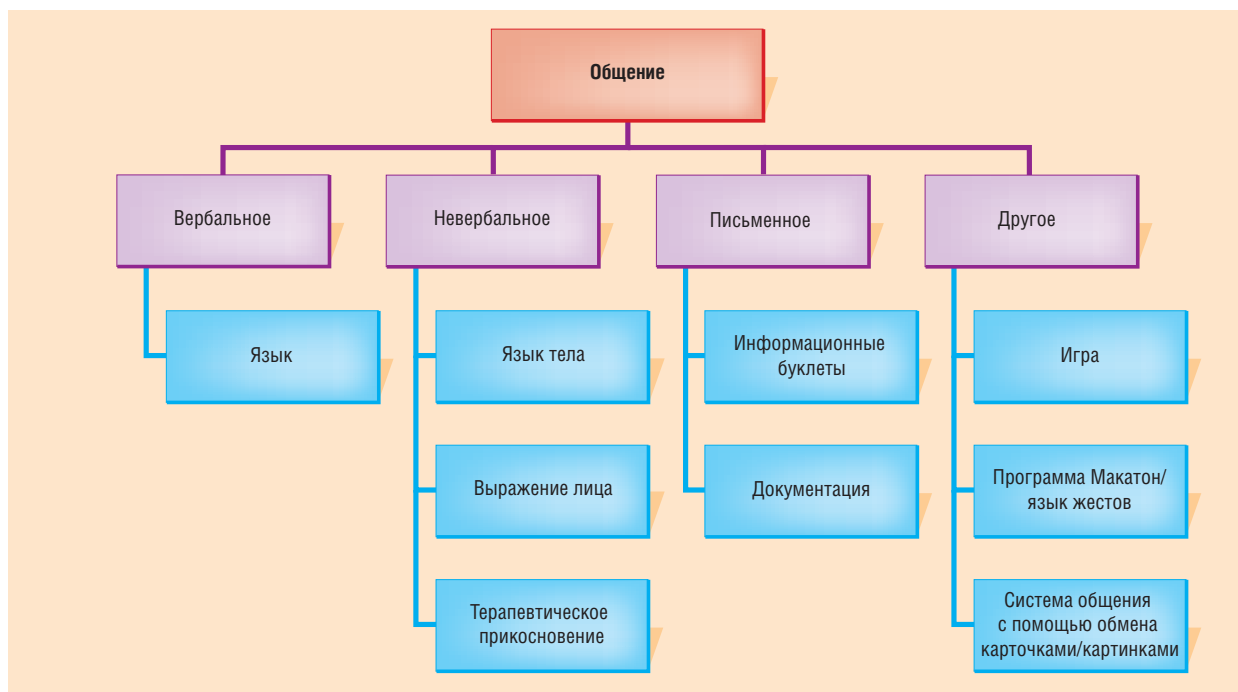 Общение
Вербальное
Невербальное
Письменное
Другое
Язык
Язык тела
Информационные
буклеты
Игра
Выражение лица
Документация
Программа Макатон/
язык жестов
Терапевтическое
прикосновение
Система общения
с помощью обмена
карточками/картинками